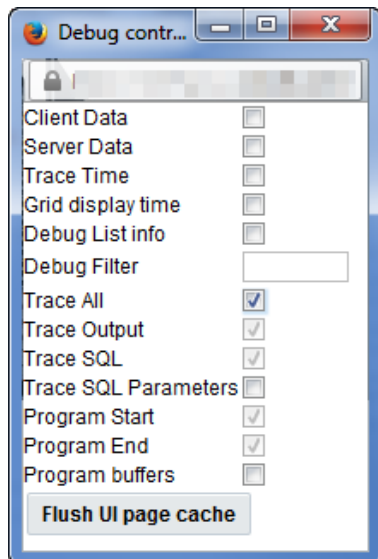 Debug contr...
Client Data
Server Data
Trace Time
Grid display time
Debug List info
Debug Filter
Trace All
Trace Output
Trace SQL
Trace SQL Parameters
Program Start
Program End
Program buffers
Flush UI page cache